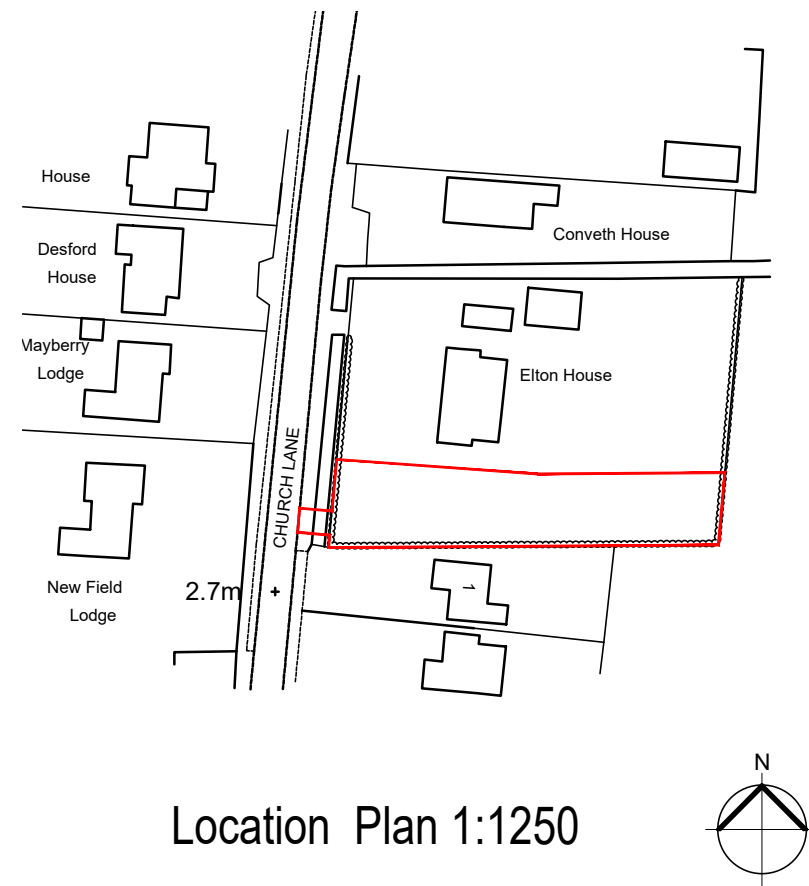 House
Conveth House
Desford
House
Mayberry
Lodge
Elton House
CHURCH LANE
New Field
Lodge
2.7m
1
N
Location Plan 1:1250